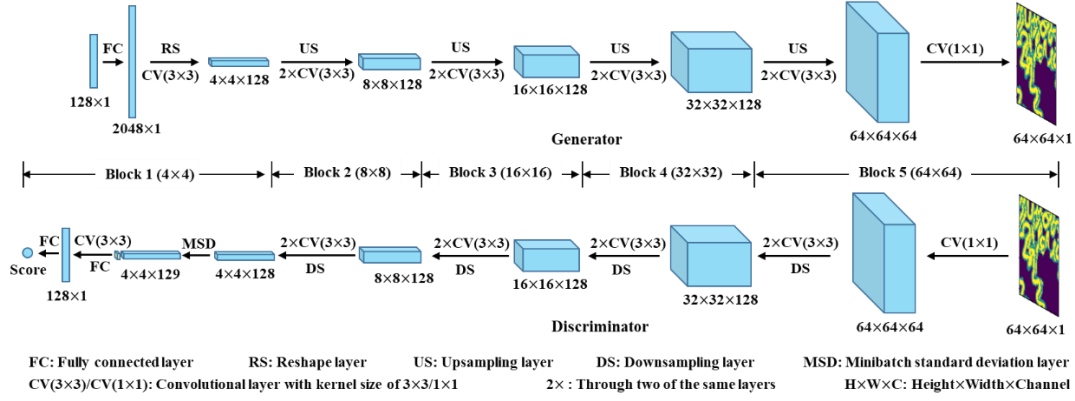 FC RS US US US US CV(1×1)
CV(3×3) 2×CV(3×3) 2×CV(3×3) 2×CV(3×3) 2×CV(3×3)
128×1 2048×1 4×4×128 8×8×128 16×16×128 32×32×128 64×64×64 64×64×1
Generator
Block 1 (4×4) Block 2 (8×8) Block 3 (16×16) Block 4 (32×32) Block 5 (64×64)
FC CV(3×3) MSD 2×CV(3×3) 2×CV(3×3) 2×CV(3×3) 2×CV(3×3) CV(1×1)
FC DS DS DS DS
Score 128×1 4×4×129 4×4×128 8×8×128 16×16×128 32×32×128 64×64×64 64×64×1
Discriminator
FC: Fully connected layer RS: Reshape layer US: Upsampling layer DS: Downsampling layer MSD: Minibatch standard deviation layer
CV(3×3)/CV(1×1): Convolutional layer with kernel size of 3×3/1×1 2× : Through two of the same layers H×W×C: Height×Width×Channel